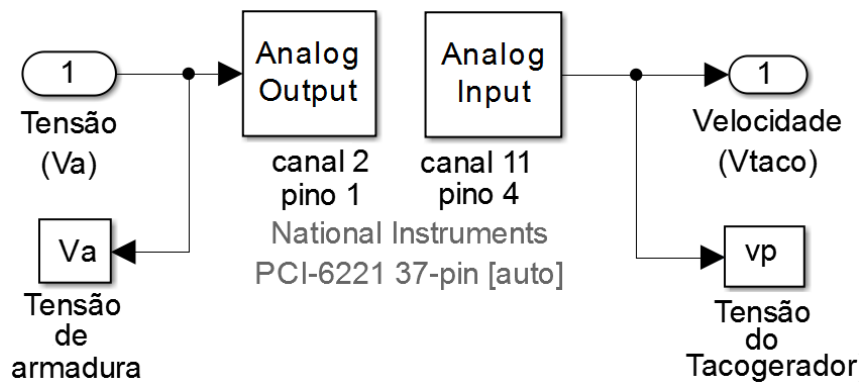 1
Tensão
(Va)
Analog
Output
canal 2
pino 1
Analog
Input
canal 11
pino 4
1
Velocidade
(Vtaco)
National Instruments
PCI-6221 37-pin [auto]
Va
Tensão
de
armadura
vp
Tensão
do
Tacogerador